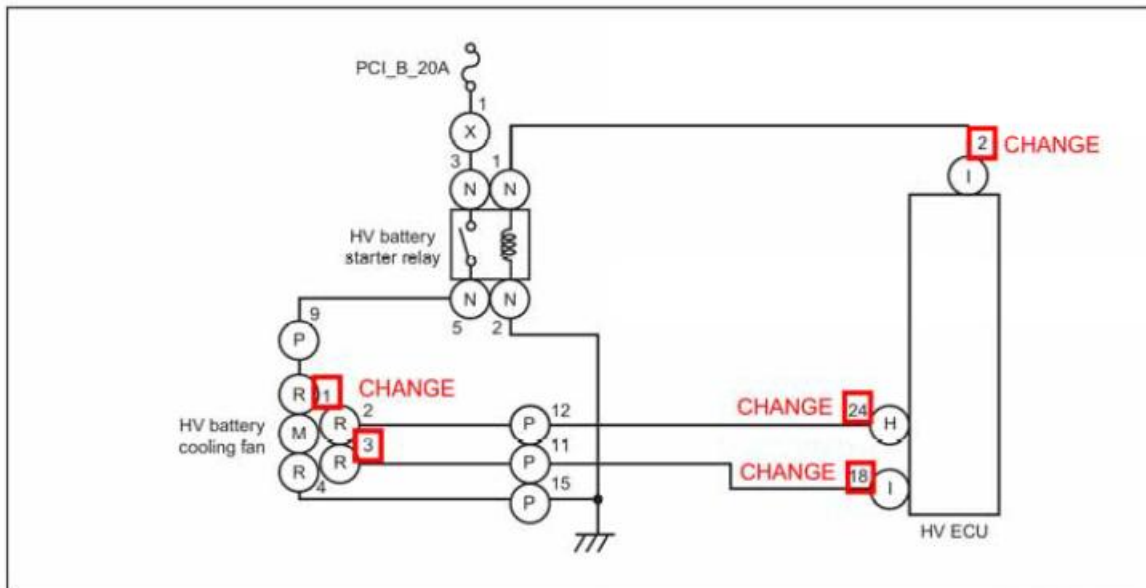 PCI_B_20A
1
X
3
1
N
N
2
CHANGE
I
HV battery
starter relay
N
N
5
2
9
P
R
1
CHANGE
HV battery
cooling fan
M
R
2
R
3
R
4
12
P
11
P
15
P
CHANGE
24
H
CHANGE
18
I
HV ECU